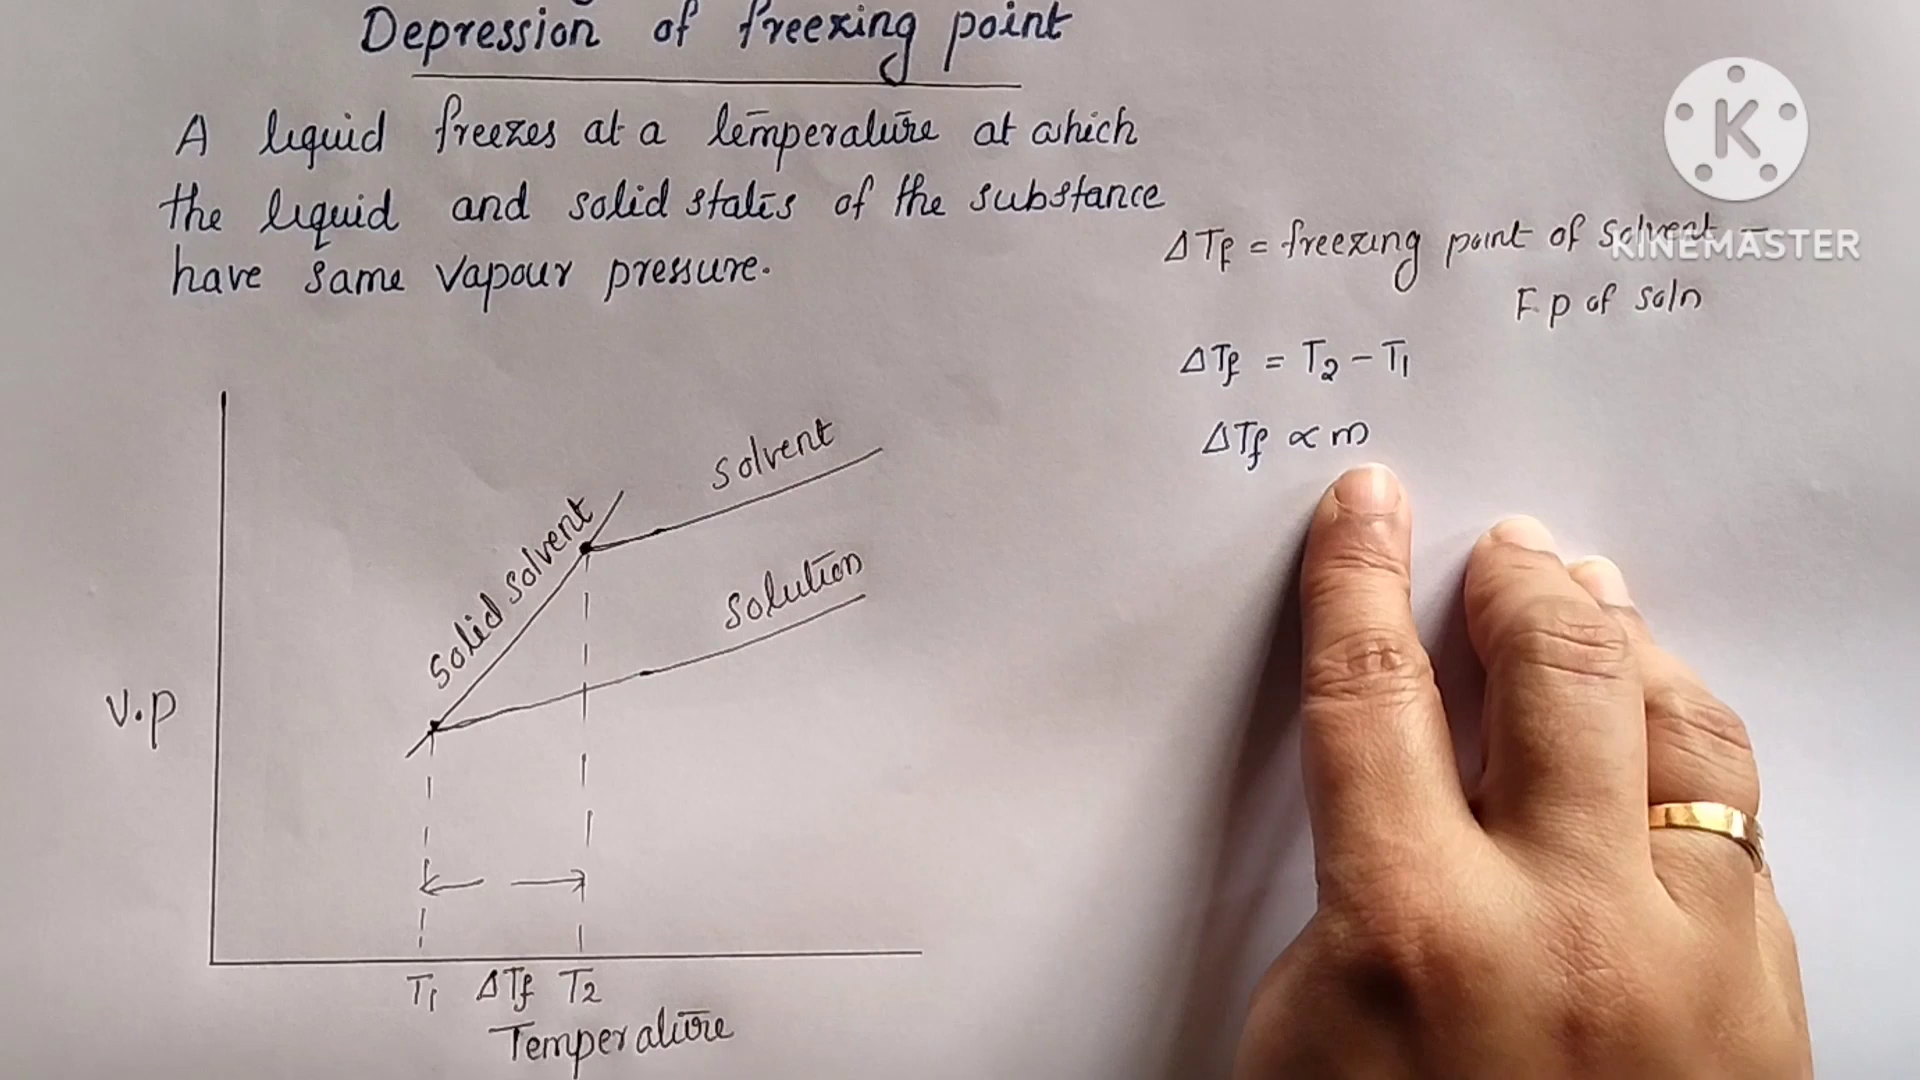 Depression of freezing point
A liquid freezes at a temperature at which
the liquid and solid states of the substance
have same vapour pressure.
K
KINEMASTER
ΔTf = freezing point of solvent −
F.p of soln
ΔTf = T2 − T1
ΔTf ∝ m
solvent
solid solvent
solution
V.p
T1 ΔTf T2
Temperature